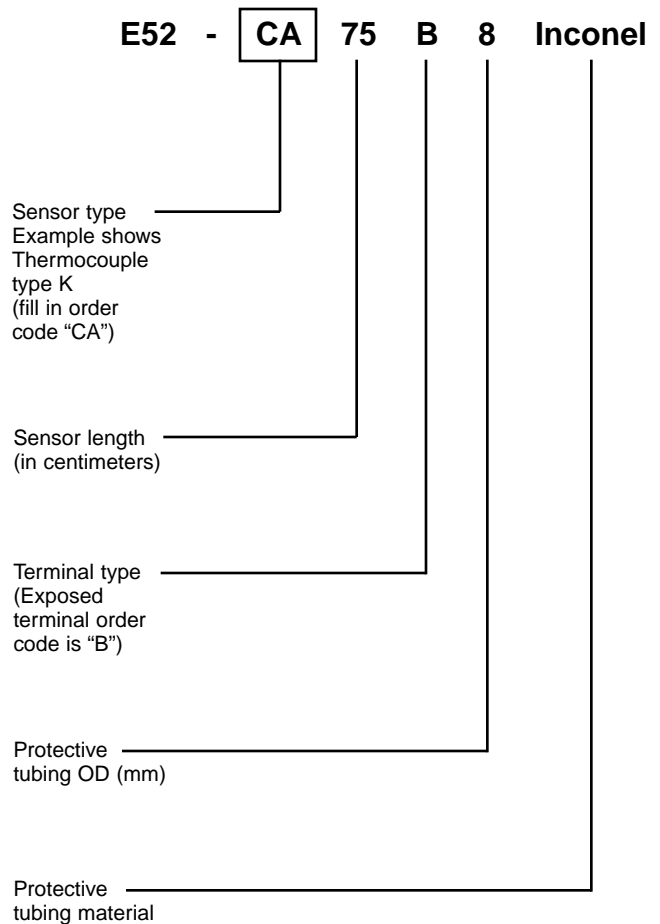 E52 - CA 75 B 8 Inconel
Sensor type
Example shows
Thermocouple
type K
(fill in order
code “CA”)
Sensor length
(in centimeters)
Terminal type
(Exposed
terminal order
code is “B”)
Protective
tubing OD (mm)
Protective
tubing material